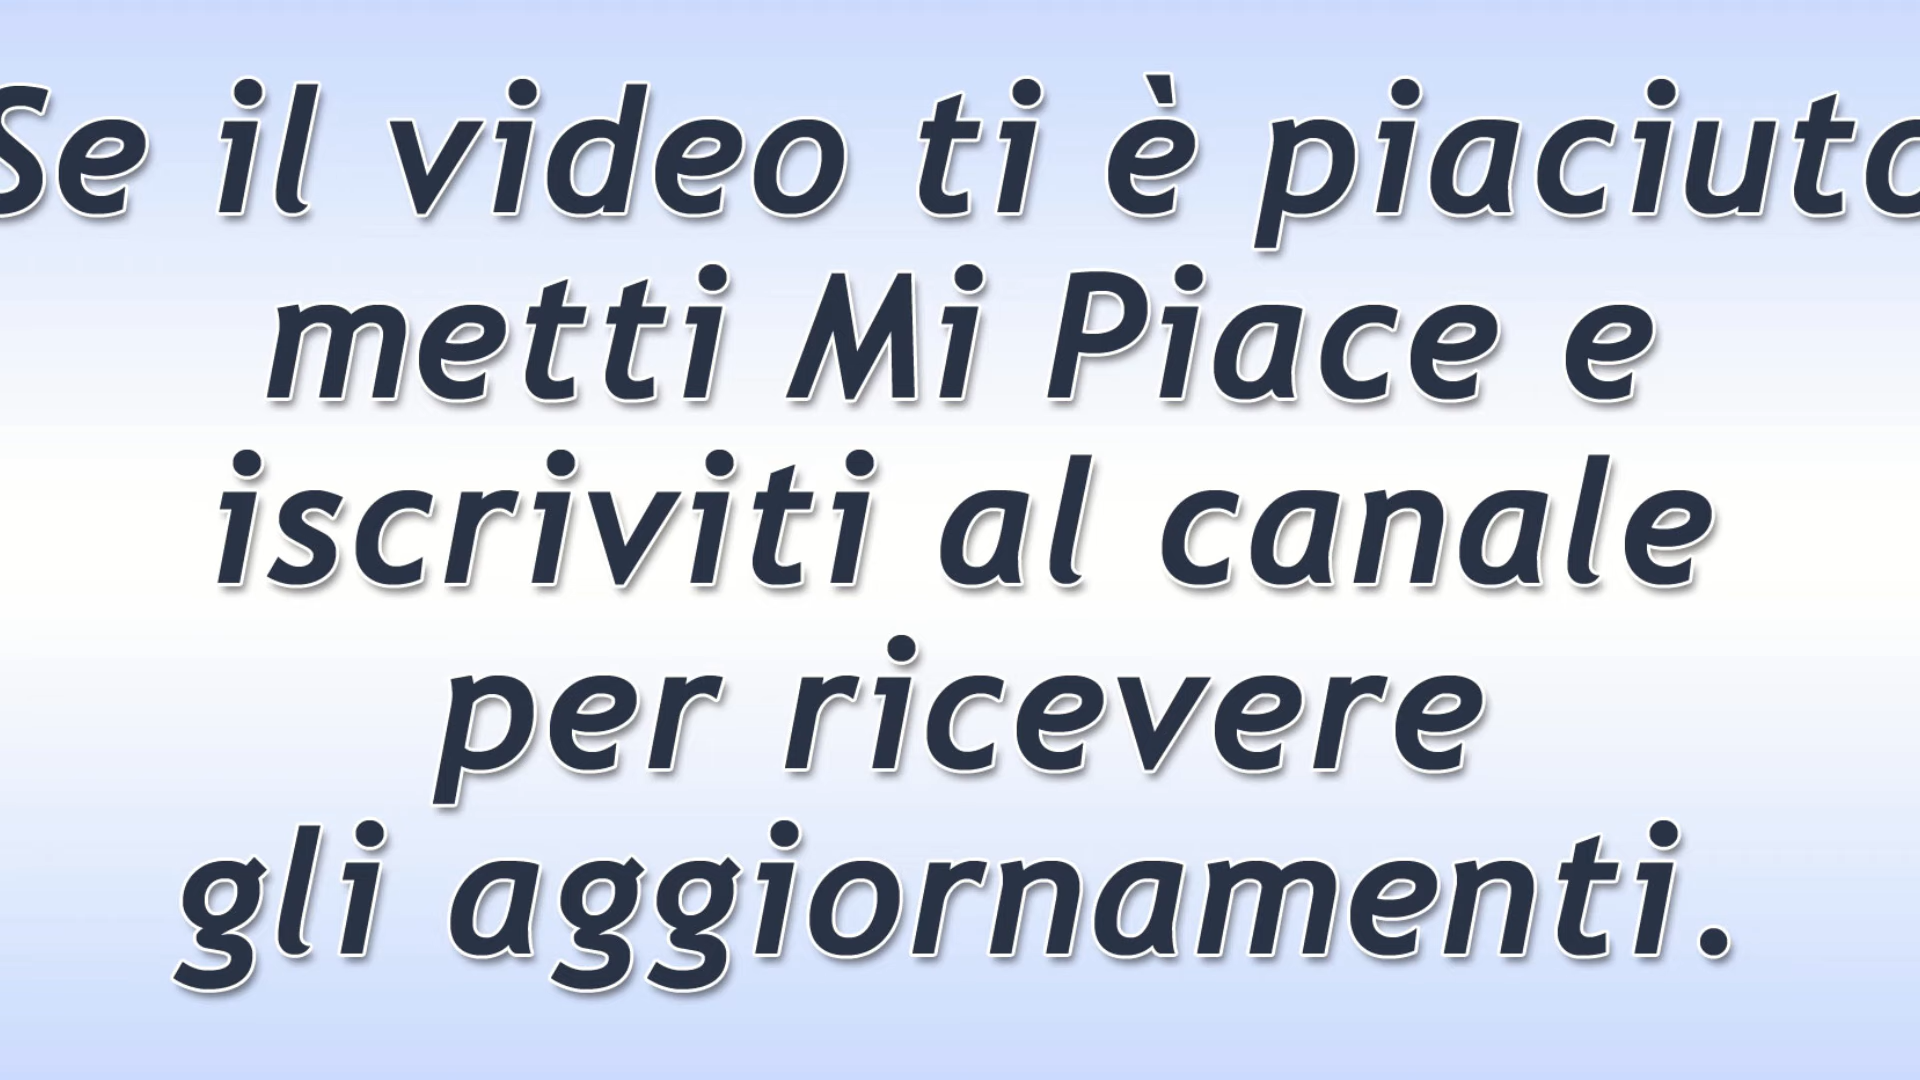 Se il video ti è piaciuto
metti Mi Piace e
iscriviti al canale
per ricevere
gli aggiornamenti.